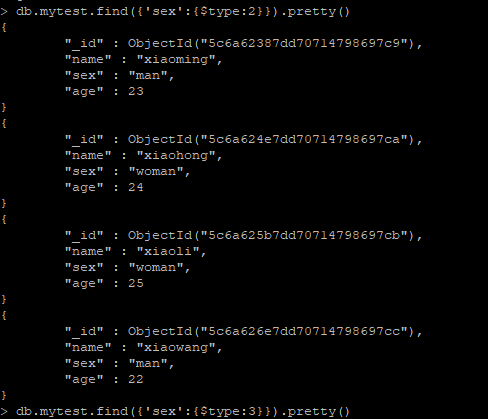 > db.mytest.find({'sex':{$type:2}}).pretty()
{
        "_id" : ObjectId("5c6a62387dd70714798697c9"),
        "name" : "xiaoming",
        "sex" : "man",
        "age" : 23
}
{
        "_id" : ObjectId("5c6a624e7dd70714798697ca"),
        "name" : "xiaohong",
        "sex" : "woman",
        "age" : 24
}
{
        "_id" : ObjectId("5c6a625b7dd70714798697cb"),
        "name" : "xiaoli",
        "sex" : "woman",
        "age" : 25
}
{
        "_id" : ObjectId("5c6a626e7dd70714798697cc"),
        "name" : "xiaowang",
        "sex" : "man",
        "age" : 22
}
> db.mytest.find({'sex':{$type:3}}).pretty()